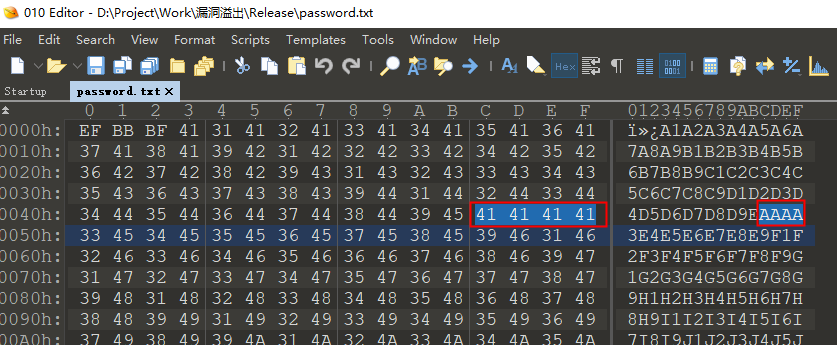 010 Editor - D:\Project\Work\漏洞溢出\Release\password.txt
File Edit Search View Format Scripts Templates Tools Window Help
Hex
Startup password.txt ×
0 1 2 3 4 5 6 7 8 9 A B C D E F 0123456789ABCDEF
0000h: EF BB BF 41 31 41 32 41 33 41 34 41 35 41 36 41 ï»¿A1A2A3A4A5A6A
0010h: 37 41 38 41 39 42 31 42 32 42 33 42 34 42 35 42 7A8A9B1B2B3B4B5B
0020h: 36 42 37 42 38 42 39 43 31 43 32 43 33 43 34 43 6B7B8B9C1C2C3C4C
0030h: 35 43 36 43 37 43 38 43 39 44 31 44 32 44 33 44 5C6C7C8C9D1D2D3D
0040h: 34 44 35 44 36 44 37 44 38 44 39 45 41 41 41 41 4D5D6D7D8D9EAAAA
0050h: 33 45 34 45 35 45 36 45 37 45 38 45 39 46 31 46 3E4E5E6E7E8E9F1F
0060h: 32 46 33 46 34 46 35 46 36 46 37 46 38 46 39 47 2F3F4F5F6F7F8F9G
0070h: 31 47 32 47 33 47 34 47 35 47 36 47 37 47 38 47 1G2G3G4G5G6G7G8G
0080h: 39 48 31 48 32 48 33 48 34 48 35 48 36 48 37 48 9H1H2H3H4H5H6H7H
0090h: 38 48 39 49 31 49 32 49 33 49 34 49 35 49 36 49 8H9I1I2I3I4I5I6I
00A0h: 37 49 38 49 39 4A 31 4A 32 4A 33 4A 34 4A 35 4A 7I8I9J1J2J3J4J5J